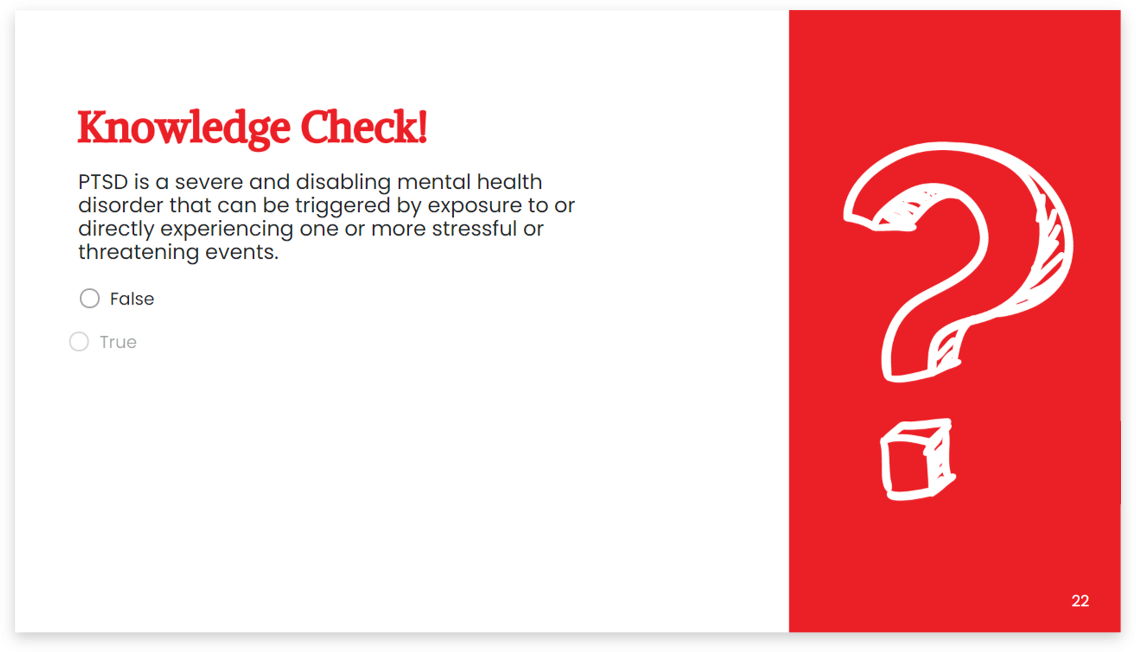 Knowledge Check!
PTSD is a severe and disabling mental health
disorder that can be triggered by exposure to or
directly experiencing one or more stressful or
threatening events.
False
True
22